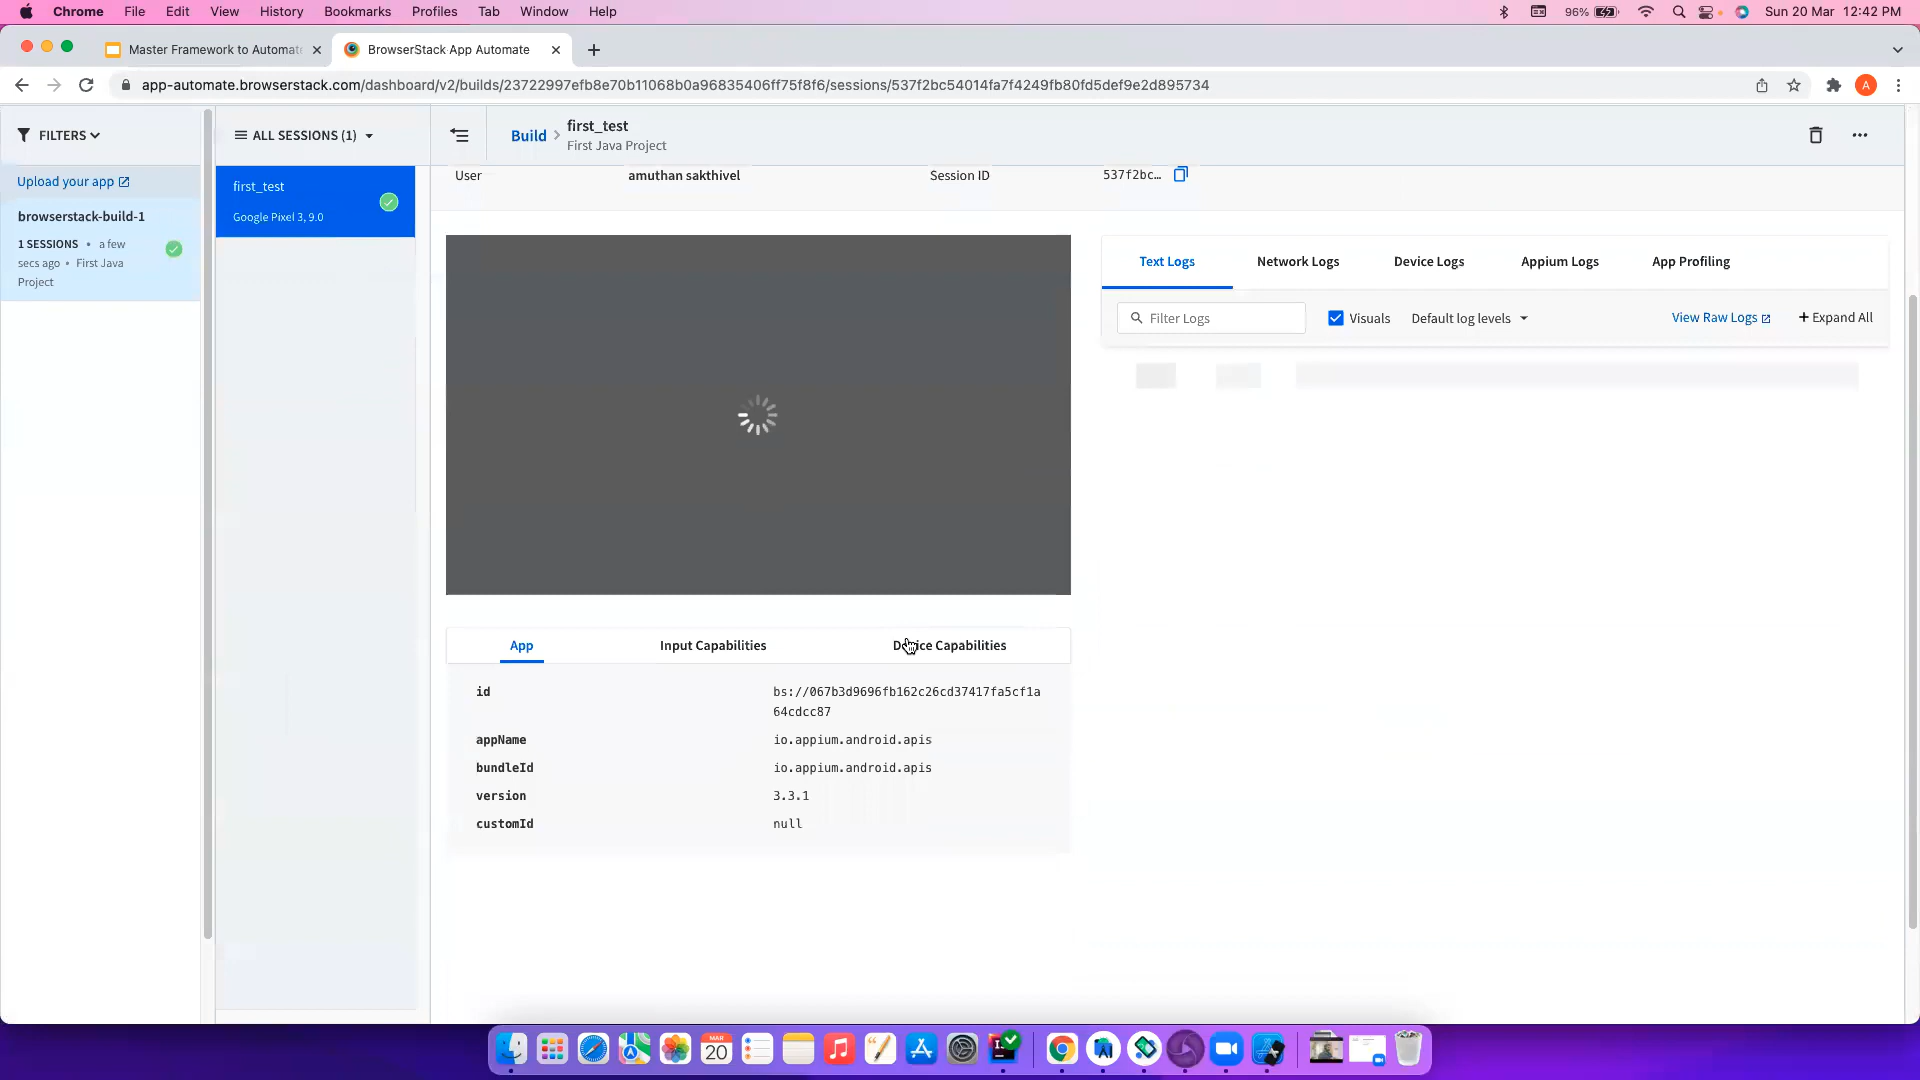 Chrome File Edit View History Bookmarks Profiles Tab Window Help
96% Sun 20 Mar 12:42 PM
Master Framework to Automate
BrowserStack App Automate
app-automate.browserstack.com/dashboard/v2/builds/23722997efb8e70b11068b0a96835406ff75f8f6/sessions/537f2bc54014fa7f4249fb80fd5def9e2d895734
A
FILTERS
Upload your app
browserstack-build-1
1 SESSIONS • a few
secs ago • First Java
Project
ALL SESSIONS (1)
first_test
Google Pixel 3, 9.0
Build > first_test
First Java Project
User amuthan sakthivel Session ID 537f2bc...
Text Logs Network Logs Device Logs Appium Logs App Profiling
Filter Logs Visuals Default log levels View Raw Logs + Expand All
App Input Capabilities Device Capabilities
id bs://067b3d9696fb162c26cd37417fa5cf1a
64cdcc87
appName io.appium.android.apis
bundleId io.appium.android.apis
version 3.3.1
customId null
MAR
20